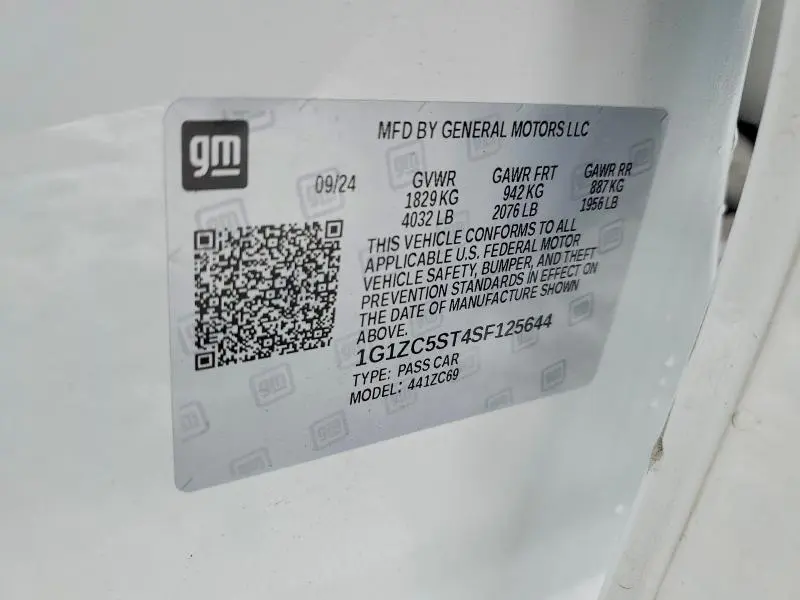 gm
MFD BY GENERAL MOTORS LLC
09/24
GVWR GAWR FRT GAWR RR
1829 KG 942 KG 887 KG
4032 LB 2076 LB 1956 LB
THIS VEHICLE CONFORMS TO ALL
APPLICABLE U.S. FEDERAL MOTOR
VEHICLE SAFETY, BUMPER, AND THEFT
PREVENTION STANDARDS IN EFFECT ON
THE DATE OF MANUFACTURE SHOWN
ABOVE.
1G1ZC5ST4SF125644
TYPE: PASS CAR
MODEL: 441ZC69